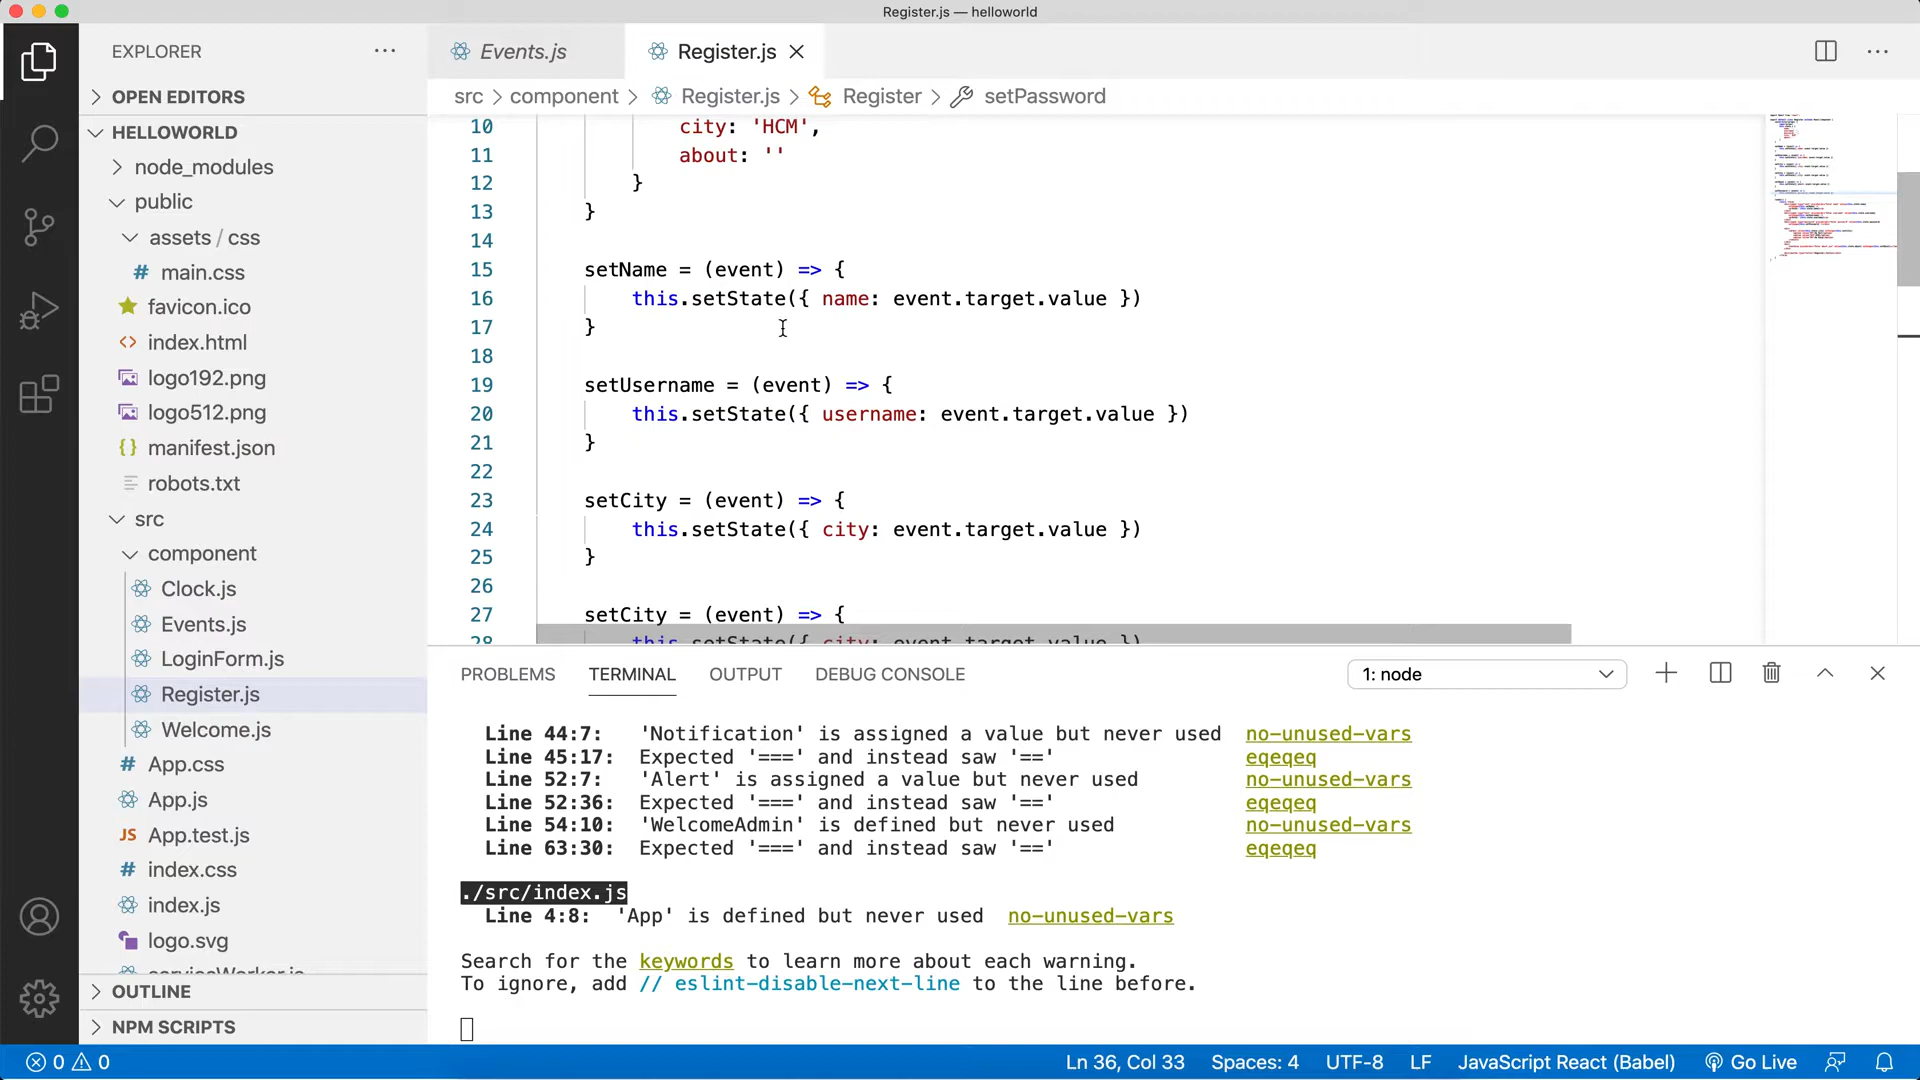 Register.js — helloworld
EXPLORER
OPEN EDITORS
HELLOWORLD
node_modules
public
assets / css
main.css
favicon.ico
index.html
logo192.png
logo512.png
manifest.json
robots.txt
src
component
Clock.js
Events.js
LoginForm.js
Register.js
Welcome.js
App.css
App.js
JS App.test.js
index.css
index.js
logo.svg
serviceWorker.js
OUTLINE
NPM SCRIPTS
Events.js
Register.js
src > component > Register.js > Register > setPassword
10 city: 'HCM',
11 about: ''
12 }
13 }
14
15 setName = (event) => {
16 this.setState({ name: event.target.value })
17 }
18
19 setUsername = (event) => {
20 this.setState({ username: event.target.value })
21 }
22
23 setCity = (event) => {
24 this.setState({ city: event.target.value })
25 }
26
27 setCity = (event) => {
28 this.setState({ city: event.target.value })
PROBLEMS TERMINAL OUTPUT DEBUG CONSOLE
1: node
Line 44:7: 'Notification' is assigned a value but never used no-unused-vars
Line 45:17: Expected '===' and instead saw '==' eqeqeq
Line 52:7: 'Alert' is assigned a value but never used no-unused-vars
Line 52:36: Expected '===' and instead saw '==' eqeqeq
Line 54:10: 'WelcomeAdmin' is defined but never used no-unused-vars
Line 63:30: Expected '===' and instead saw '==' eqeqeq
./src/index.js
Line 4:8: 'App' is defined but never used no-unused-vars
Search for the keywords to learn more about each warning.
To ignore, add // eslint-disable-next-line to the line before.
0 0
Ln 36, Col 33 Spaces: 4 UTF-8 LF JavaScript React (Babel) Go Live